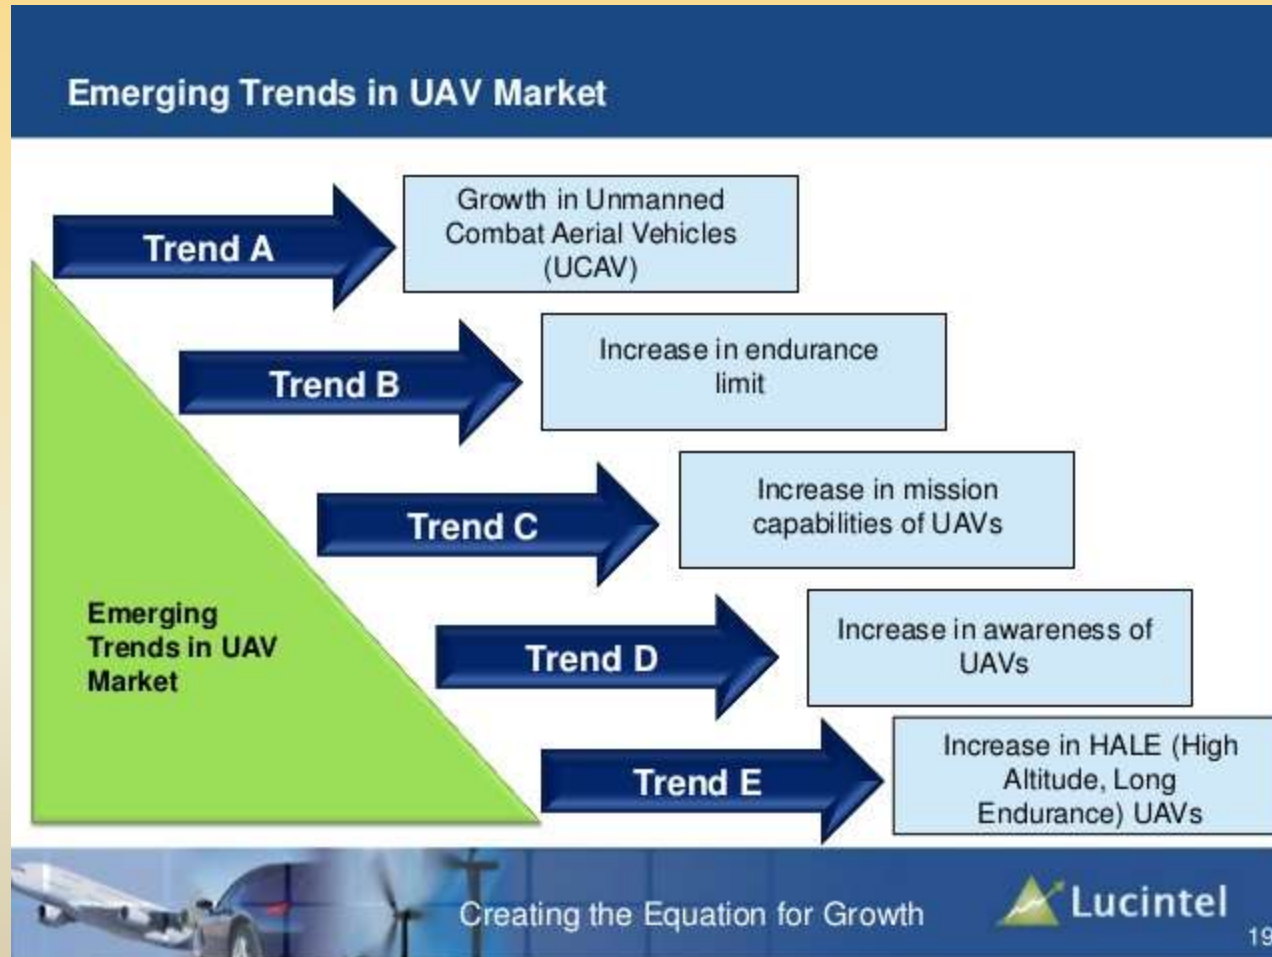 Emerging Trends in UAV Market
Trend A
Growth in Unmanned
Combat Aerial Vehicles
(UCAV)
Trend B
Increase in endurance
limit
Trend C
Increase in mission
capabilities of UAVs
Trend D
Increase in awareness of
UAVs
Emerging
Trends in UAV
Market
Trend E
Increase in HALE (High
Altitude, Long
Endurance) UAVs
Creating the Equation for Growth
Lucintel
19